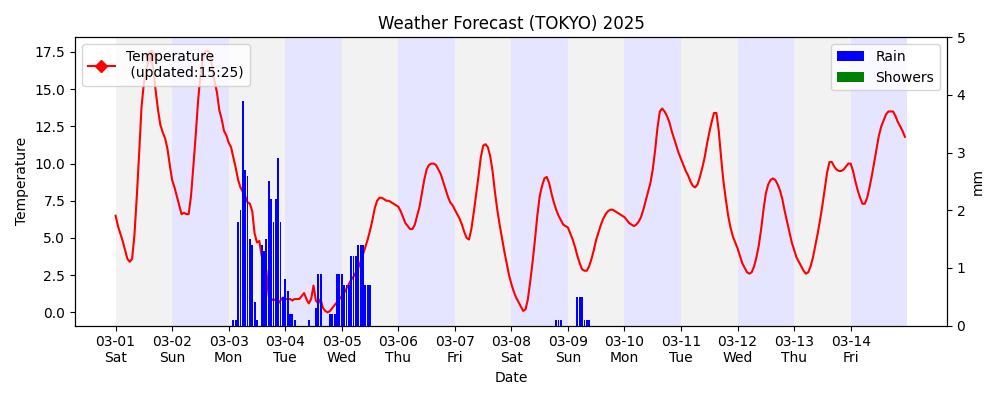 Weather Forecast (TOKYO) 2025
Temperature
(updated:15:25)
Rain
Showers
17.5
15.0
12.5
10.0
7.5
5.0
2.5
0.0
Temperature
5
4
3
2
1
0
mm
03-01 03-02 03-03 03-04 03-05 03-06 03-07 03-08 03-09 03-10 03-11 03-12 03-13 03-14
Sat Sun Mon Tue Wed Thu Fri Sat Sun Mon Tue Wed Thu Fri
Date